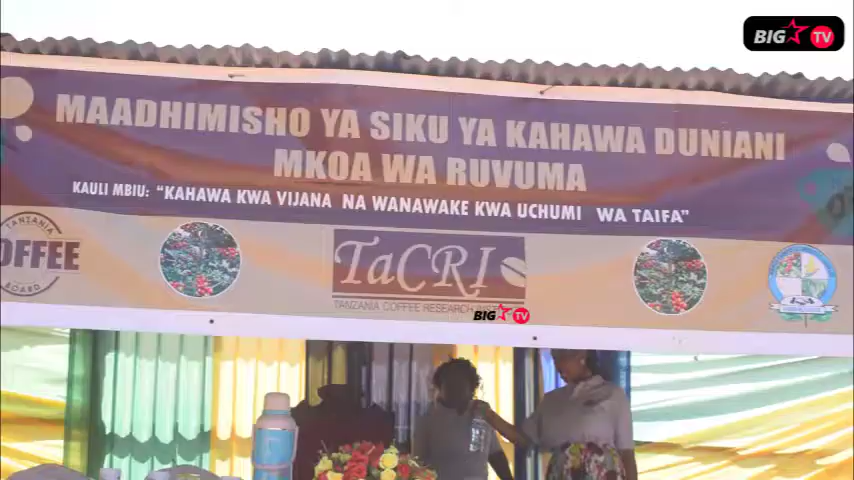 BIG TV
MAADHIMISHO YA SIKU YA KAHAWA DUNIANI
MKOA WA RUVUMA
KAULI MBIU: "KAHAWA KWA VIJANA NA WANAWAKE KWA UCHUMI WA TAIFA"
TANZANIA
COFFEE
BOARD
TaCRI
TANZANIA COFFEE RESEARCH
BIG TV